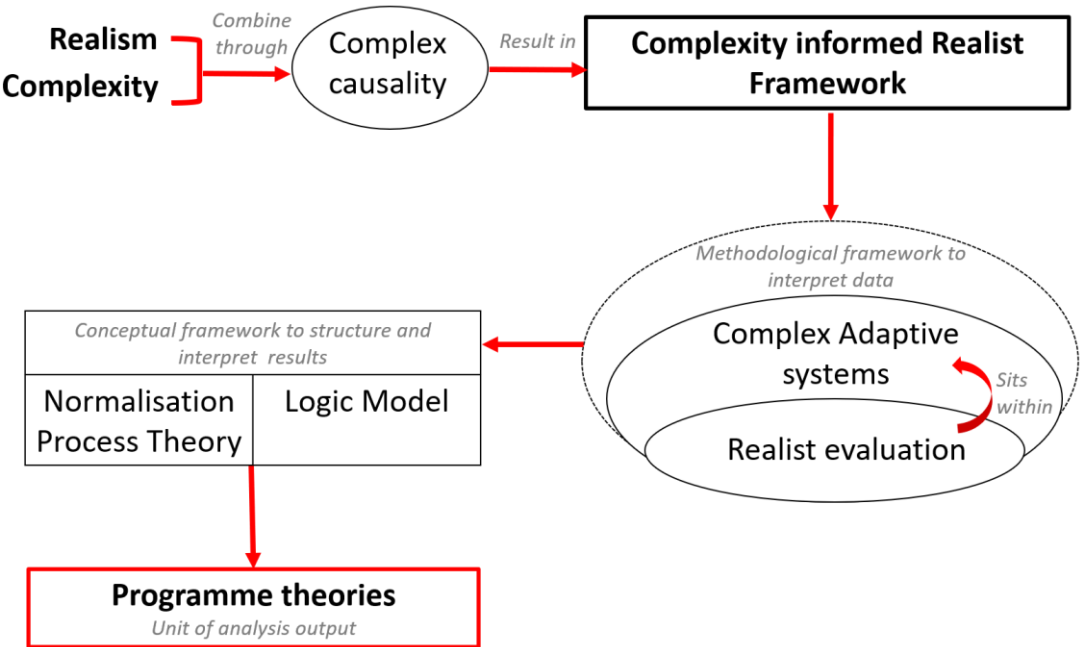 Realism
Complexity
Combine
through
Complex
causality
Result in
Complexity informed Realist
Framework
Methodological framework to
interpret data
Complex Adaptive
systems
Sits
within
Realist evaluation
Conceptual framework to structure and
interpret results
Normalisation
Process Theory
Logic Model
Programme theories
Unit of analysis output